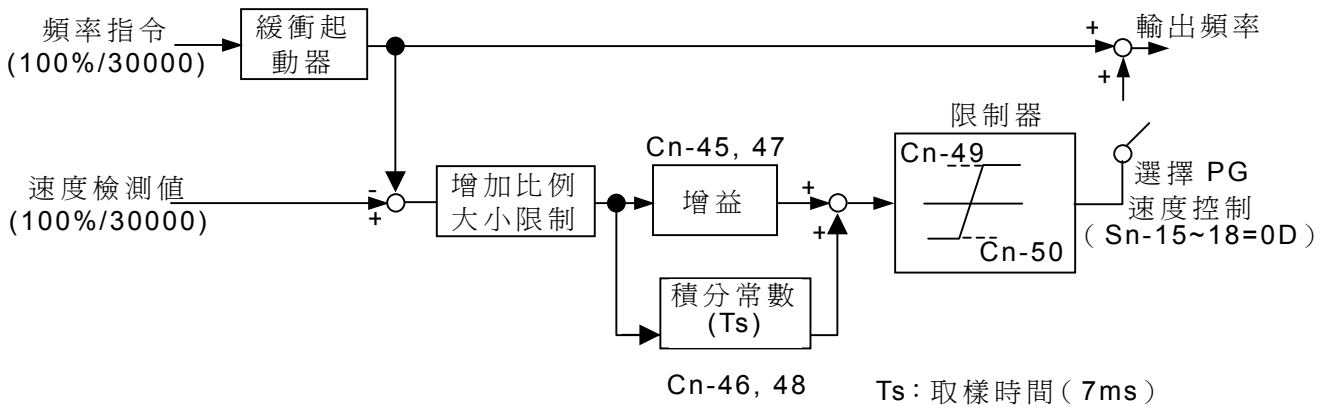 頻率指令
(100%/30000)
緩衝起
動器
+
輸出頻率
+
速度檢測值
(100%/30000)
-
+
增加比例
大小限制
Cn-45, 47
增益
+
+
積分常數
(Ts)
Cn-46, 48
限制器
Cn-49
Cn-50
選擇 PG
速度控制
(Sn-15~18=0D)
Ts:取樣時間(7ms)